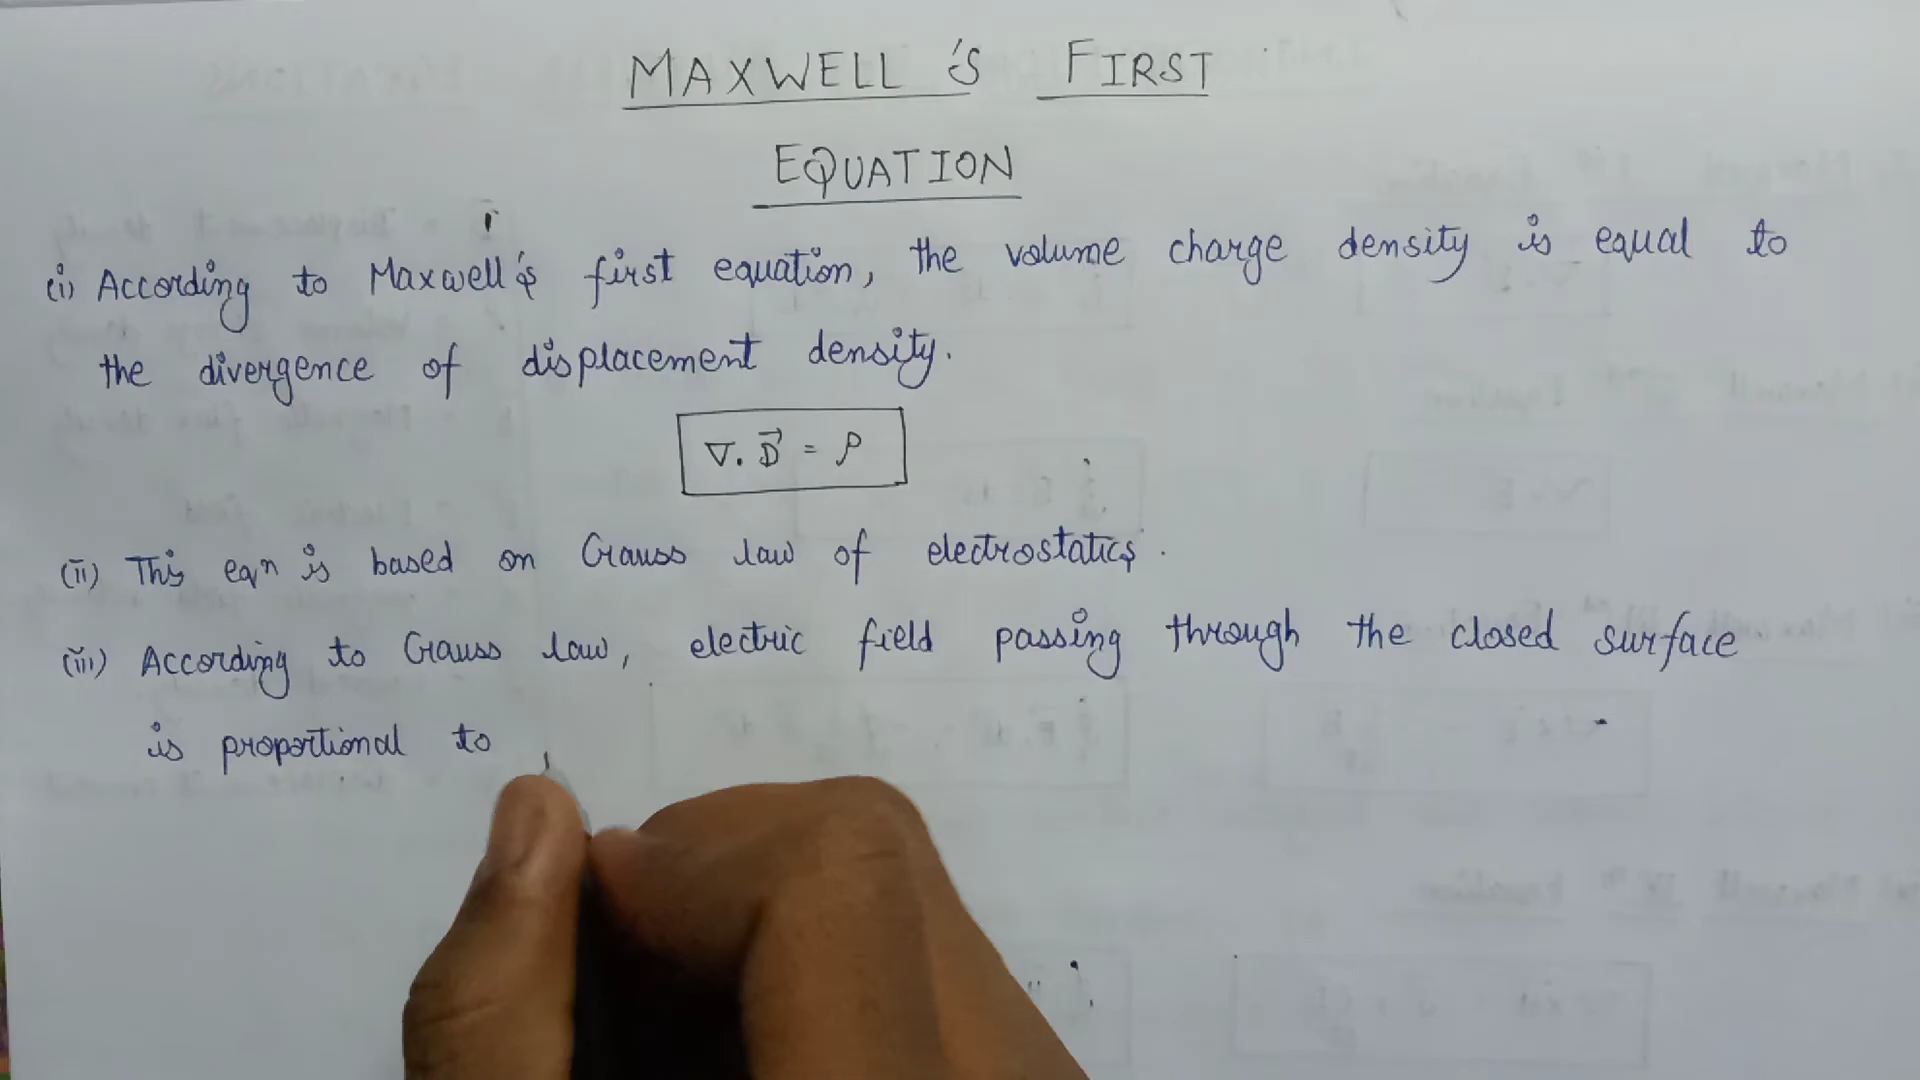 MAXWELL'S FIRST
EQUATION
(i) According to Maxwell's first equation, the volume charge density is equal to
the divergence of displacement density.
∇. D⃗ = ρ
(ii) This eqn is based on Gauss law of electrostatics.
(iii) According to Gauss law, electric field passing through the closed surface
is proportional to